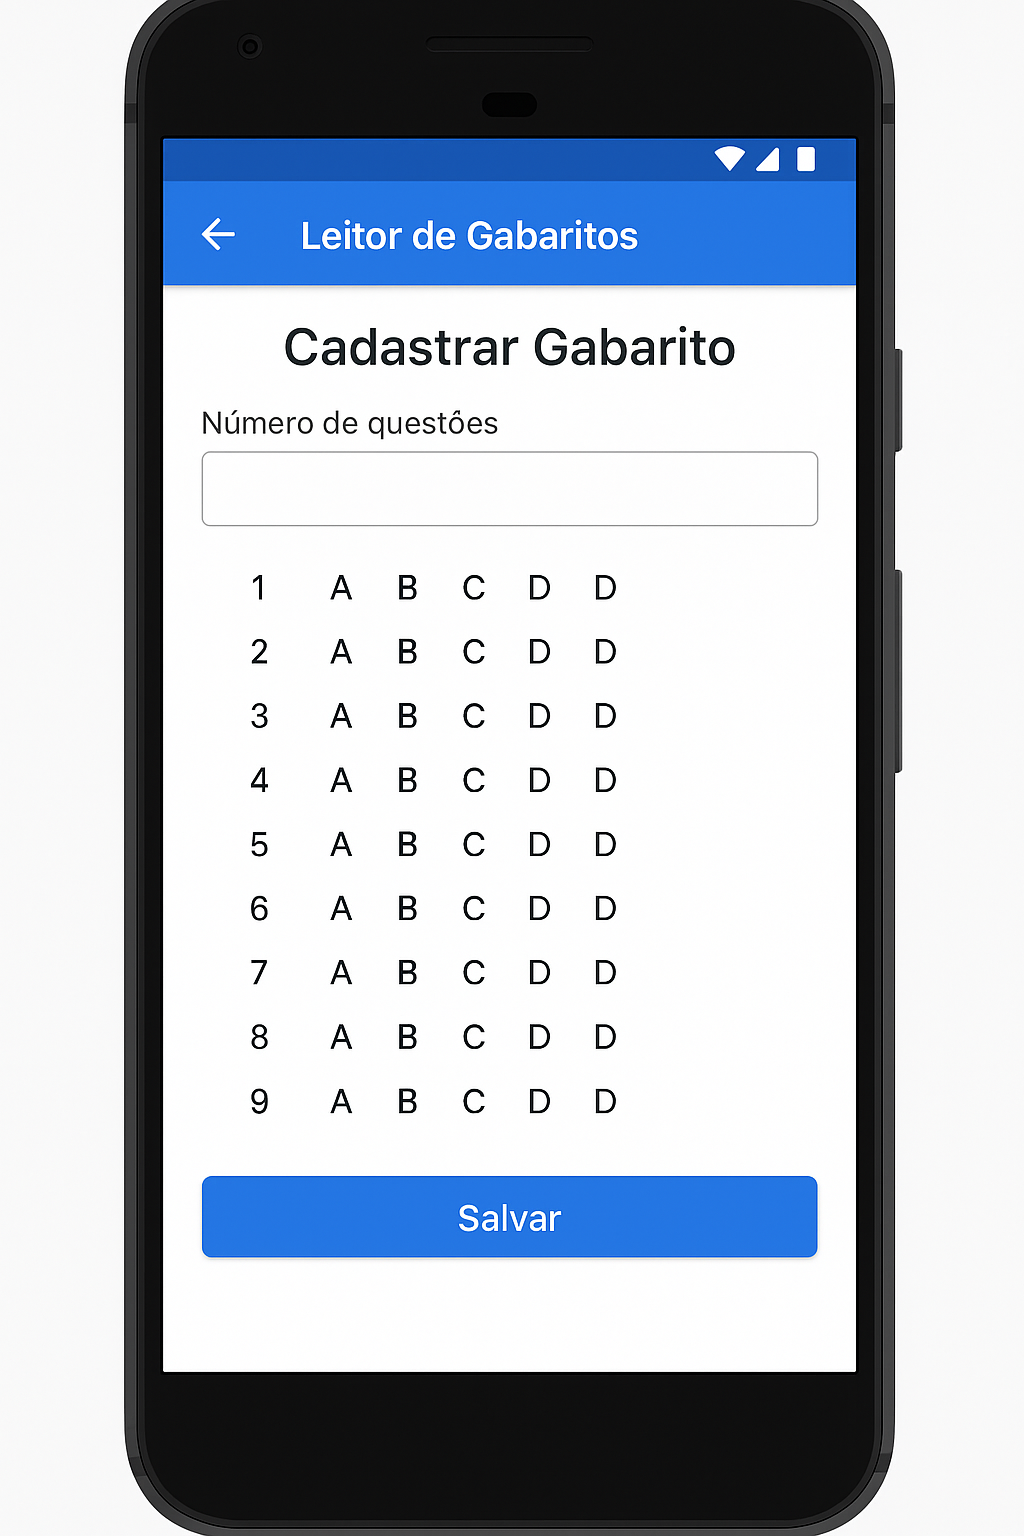 Leitor de Gabaritos
Cadastrar Gabarito
Número de questões
1 A B C D D
2 A B C D D
3 A B C D D
4 A B C D D
5 A B C D D
6 A B C D D
7 A B C D D
8 A B C D D
9 A B C D D
Salvar